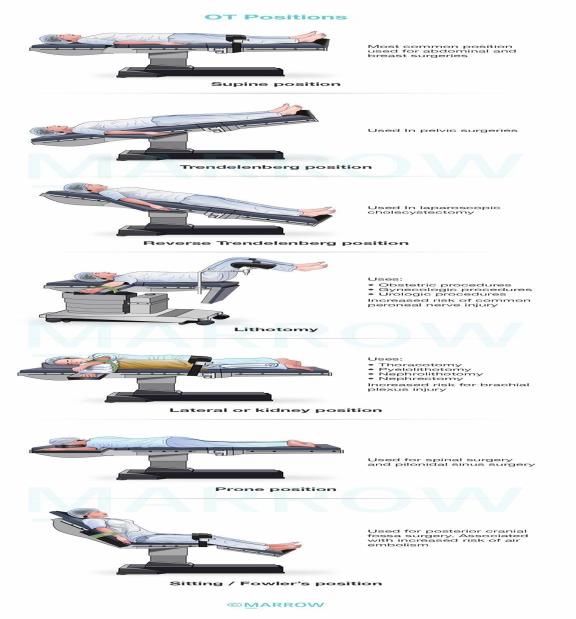 OT Positions
Most common position
used for abdominal and
breast surgeries
Supine position
Used in pelvic surgeries
Trendelenberg position
MARROW
Used in laparoscopic
cholecystectomy
Reverse Trendelenberg position
Uses:
• Obstetric procedures
• Gynecologic procedures
• Urologic procedures
Increased risk of common
peroneal nerve injury
Lithotomy
MARROW
Uses:
• Thoracotomy
• Pyelolithotomy
• Nephrolithotomy
• Nephrectomy
Increased risk for brachial
plexus injury
Lateral or kidney position
Used for spinal surgery
and pilonidal sinus surgery
Prone position
MARROW
Used for posterior cranial
fossa surgery. Associated
with increased risk of air
embolism
Sitting / Fowler's position
©MARROW